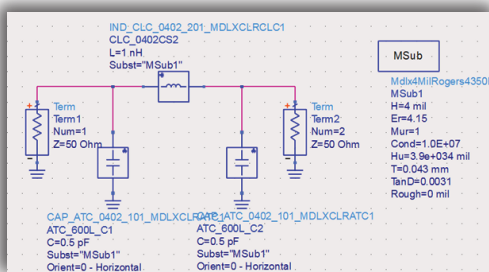 IND_CLC_0402_201_MDLXCLRCLC1
CLC_0402CS2
L=1 nH
Subst="MSub1"
MSub
Term
Term1
Num=1
Z=50 Ohm
Term
Term2
Num=2
Z=50 Ohm
MSub1
H=4 mil
Er=4.15
Mur=1
Cond=1.0E+07
Hu=3.9e+034 mil
T=0.043 mm
TanD=0.0031
Rough=0 mil
CAP_ATC_0402_101_MDLXCLRATC1
ATC_600L_C1
C=0.5 pF
Subst="MSub1"
Orient=0 - Horizontal
ATC_0402_101_MDLXCLRATC1
ATC_600L_C2
C=0.5 pF
Subst="MSub1"
Orient=0 - Horizontal